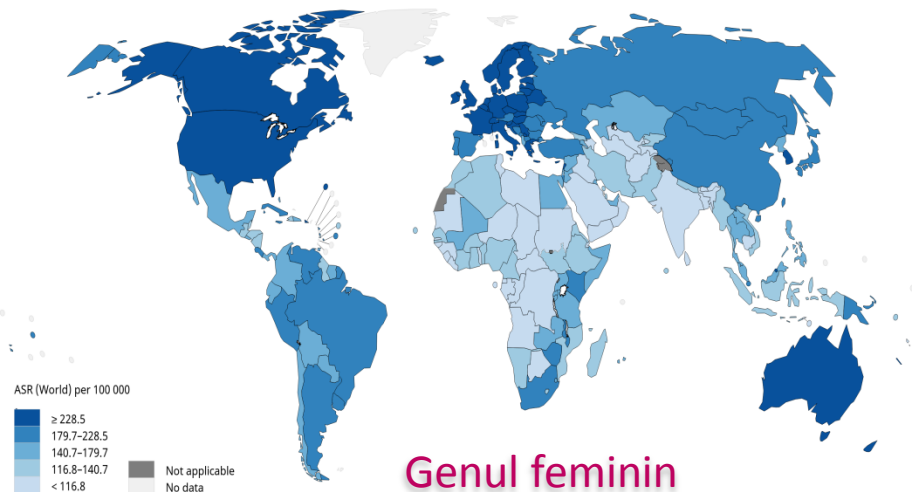 ASR (World) per 100 000
≥ 228.5
179.7–228.5
140.7–179.7
116.8–140.7
< 116.8
Not applicable
No data
Genul feminin